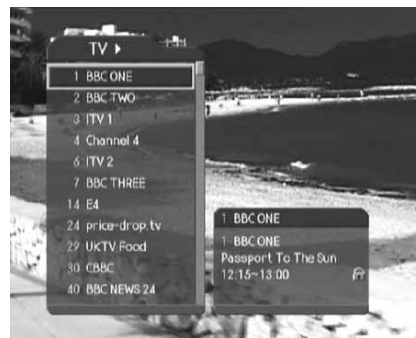 TV
1 BBC ONE
2 BBC TWO
3 ITV 1
4 Channel 4
6 ITV 2
7 BBC THREE
14 E4
24 price-drop.tv
29 UKTV Food
30 CBBC
40 BBC NEWS 24
1 BBC ONE
1 BBC ONE
Passport To The Sun
12:15~13:00